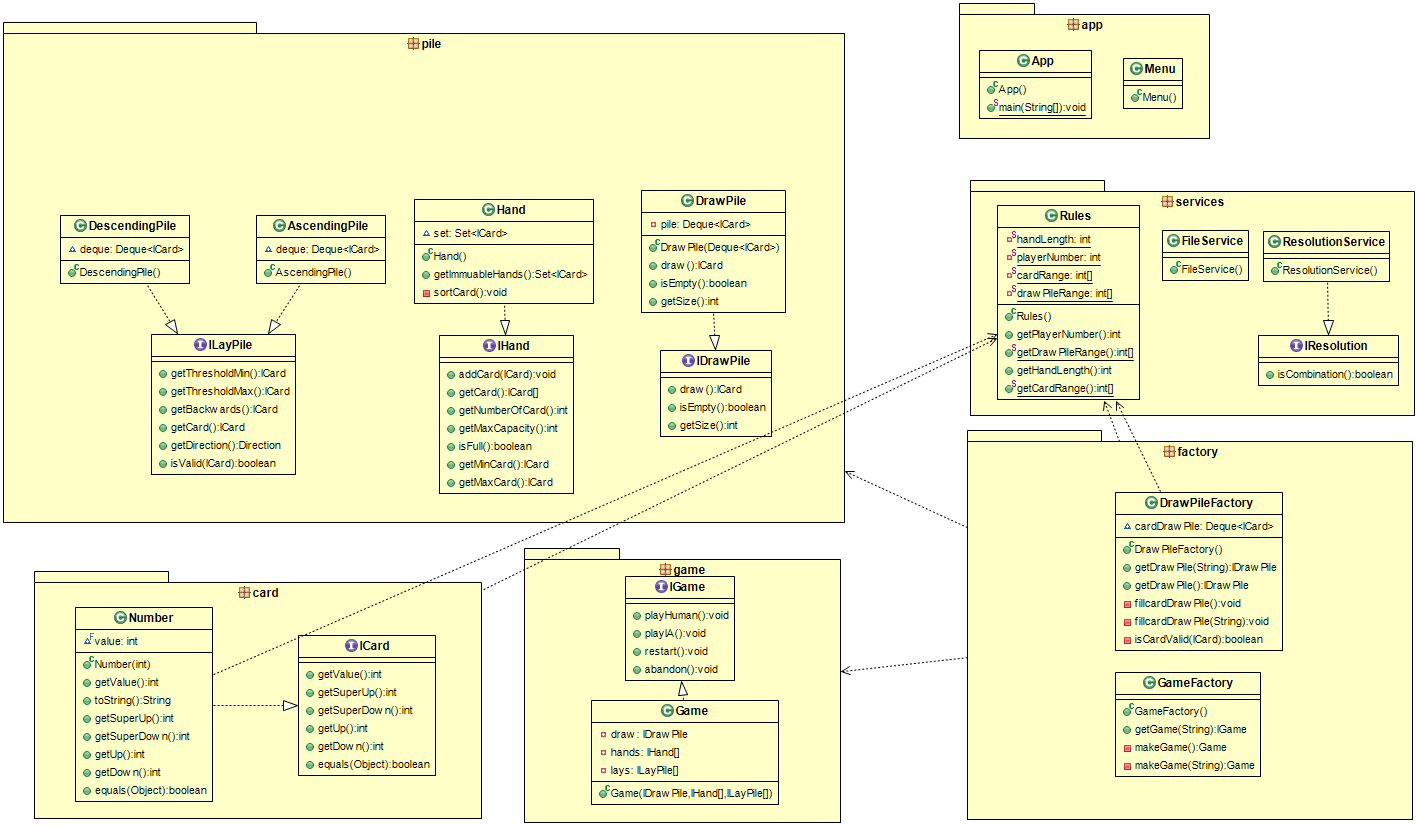 pile
DescendingPile
deque: Deque<ICard>
DescendingPile()
AscendingPile
deque: Deque<ICard>
AscendingPile()
Hand
set: Set<ICard>
Hand()
getImmuableHands():Set<ICard>
sortCard():void
DrawPile
pile: Deque<ICard>
DrawPile(Deque<ICard>)
draw():ICard
isEmpty():boolean
getSize():int
ILayPile
getThresholdMin():ICard
getThresholdMax():ICard
getBackwards():ICard
getCard():ICard
getDirection():Direction
isValid(ICard):boolean
IHand
addCard(ICard):void
getCard():ICard[]
getNumberOfCard():int
getMaxCapacity():int
isFull():boolean
getMinCard():ICard
getMaxCard():ICard
IDrawPile
draw():ICard
isEmpty():boolean
getSize():int
app
App
App()
main(String[]):void
Menu
Menu()
services
Rules
handLength: int
playerNumber: int
cardRange: int[]
drawPileRange: int[]
Rules()
getPlayerNumber():int
getDrawPileRange():int[]
getHandLength():int
getCardRange():int[]
FileService
FileService()
ResolutionService
ResolutionService()
IResolution
isCombination():boolean
card
Number
value: int
Number(int)
getValue():int
toString():String
getSuperUp():int
getSuperDown():int
getUp():int
getDown():int
equals(Object):boolean
ICard
getValue():int
getSuperUp():int
getSuperDown():int
getUp():int
getDown():int
equals(Object):boolean
game
IGame
playHuman():void
playIA():void
restart():void
abandon():void
Game
draw: IDrawPile
hands: IHand[]
lays: ILayPile[]
Game(IDrawPile,IHand[],ILayPile[])
factory
DrawPileFactory
cardDrawPile: Deque<ICard>
DrawPileFactory()
getDrawPile(String):IDrawPile
getDrawPile():IDrawPile
fillcardDrawPile():void
fillcardDrawPile(String):void
isCardValid(ICard):boolean
GameFactory
GameFactory()
getGame(String):IGame
makeGame():Game
makeGame(String):Game